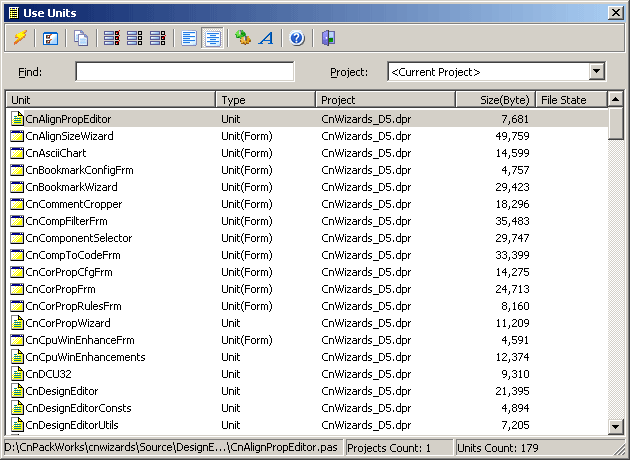 Use Units
Find:
Project: <Current Project>
Unit Type Project Size(Byte) File State
CnAlignPropEditor Unit CnWizards_D5.dpr 7,681
CnAlignSizeWizard Unit(Form) CnWizards_D5.dpr 49,759
CnAsciiChart Unit(Form) CnWizards_D5.dpr 14,599
CnBookmarkConfigFrm Unit(Form) CnWizards_D5.dpr 4,757
CnBookmarkWizard Unit(Form) CnWizards_D5.dpr 29,423
CnCommentCropper Unit(Form) CnWizards_D5.dpr 18,296
CnCompFilterFrm Unit(Form) CnWizards_D5.dpr 35,483
CnComponentSelector Unit(Form) CnWizards_D5.dpr 29,747
CnCompToCodeFrm Unit(Form) CnWizards_D5.dpr 33,399
CnCorPropCfgFrm Unit(Form) CnWizards_D5.dpr 14,275
CnCorPropFrm Unit(Form) CnWizards_D5.dpr 24,713
CnCorPropRulesFrm Unit(Form) CnWizards_D5.dpr 8,160
CnCorPropWizard Unit CnWizards_D5.dpr 11,209
CnCpuWinEnhanceFrm Unit(Form) CnWizards_D5.dpr 4,591
CnCpuWinEnhancements Unit CnWizards_D5.dpr 12,374
CnDCU32 Unit CnWizards_D5.dpr 9,310
CnDesignEditor Unit CnWizards_D5.dpr 21,395
CnDesignEditorConsts Unit CnWizards_D5.dpr 4,894
CnDesignEditorUtils Unit CnWizards_D5.dpr 7,205
D:\CnPackWorks\cnwizards\Source\DesignE...\CnAlignPropEditor.pas Projects Count: 1 Units Count: 179